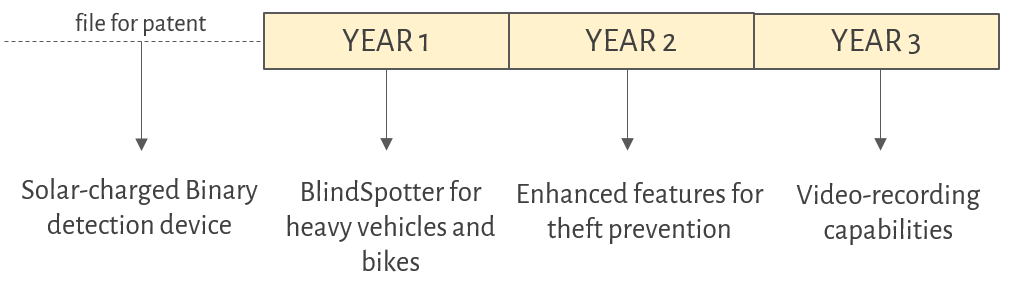 file for patent
YEAR 1
YEAR 2
YEAR 3
Solar-charged Binary
detection device
BlindSpotter for
heavy vehicles and
bikes
Enhanced features for
theft prevention
Video-recording
capabilities